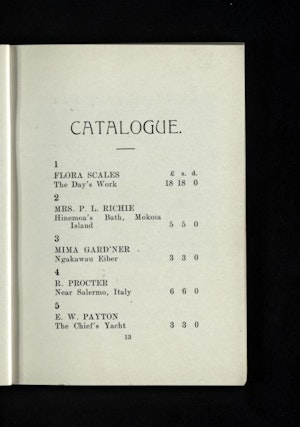 CATALOGUE.
1
FLORA SCALES £ s. d.
The Day's Work 18 18 0
2
MRS. P. L. RICHIE
Hinemoa's Bath, Mokoia
Island 5 5 0
3
MIMA GARD'NER .
Ngakawau Eiber 3 3 0
4
R. PROCTER
Near Salermo, Italy 6 6 0
5
E. W. PAYTON
The Chief's Yacht 3 3 0
13